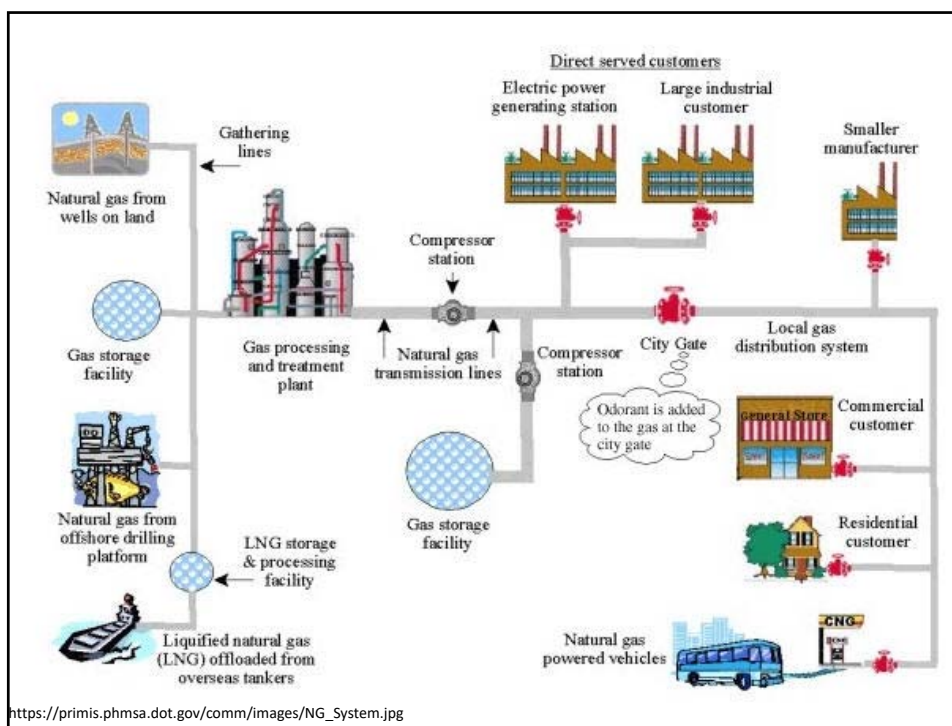 Direct served customers
Electric power
generating station
Large industrial
customer
Smaller
manufacturer
Gathering
lines
Natural gas from
wells on land
Compressor
station
Gas storage
facility
Gas processing
and treatment
plant
Natural gas
transmission lines
Compressor
station
City Gate
Local gas
distribution system
Odorant is added
to the gas at the
city gate
General Store
Commercial
customer
Natural gas from
offshore drilling
platform
LNG storage
& processing
facility
Gas storage
facility
Residential
customer
Liquified natural gas
(LNG) offloaded from
overseas tankers
Natural gas
powered vehicles
CNG
https://primis.phmsa.dot.gov/comm/images/NG_System.jpg